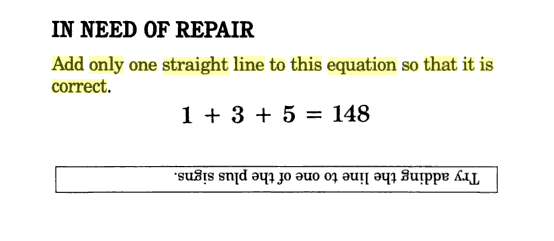 IN NEED OF REPAIR
Add only one straight line to this equation so that it is
correct.
1 + 3 + 5 = 148
Try adding the line to one of the plus signs.